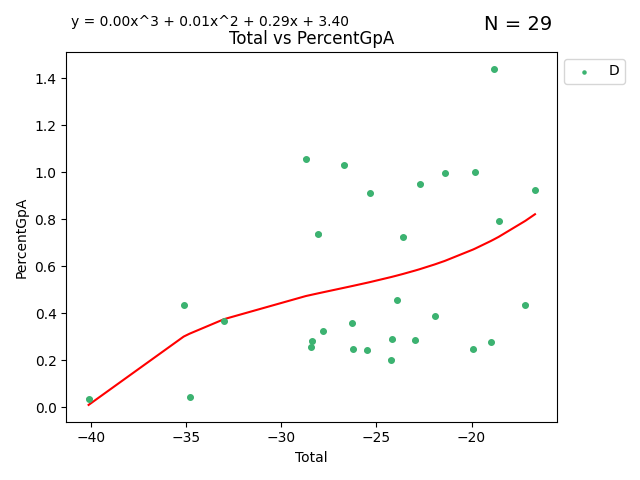 y = 0.00x^3 + 0.01x^2 + 0.29x + 3.40
N = 29
Total vs PercentGpA
D
PercentGpA
1.4
1.2
1.0
0.8
0.6
0.4
0.2
0.0
−40 −35 −30 −25 −20
Total